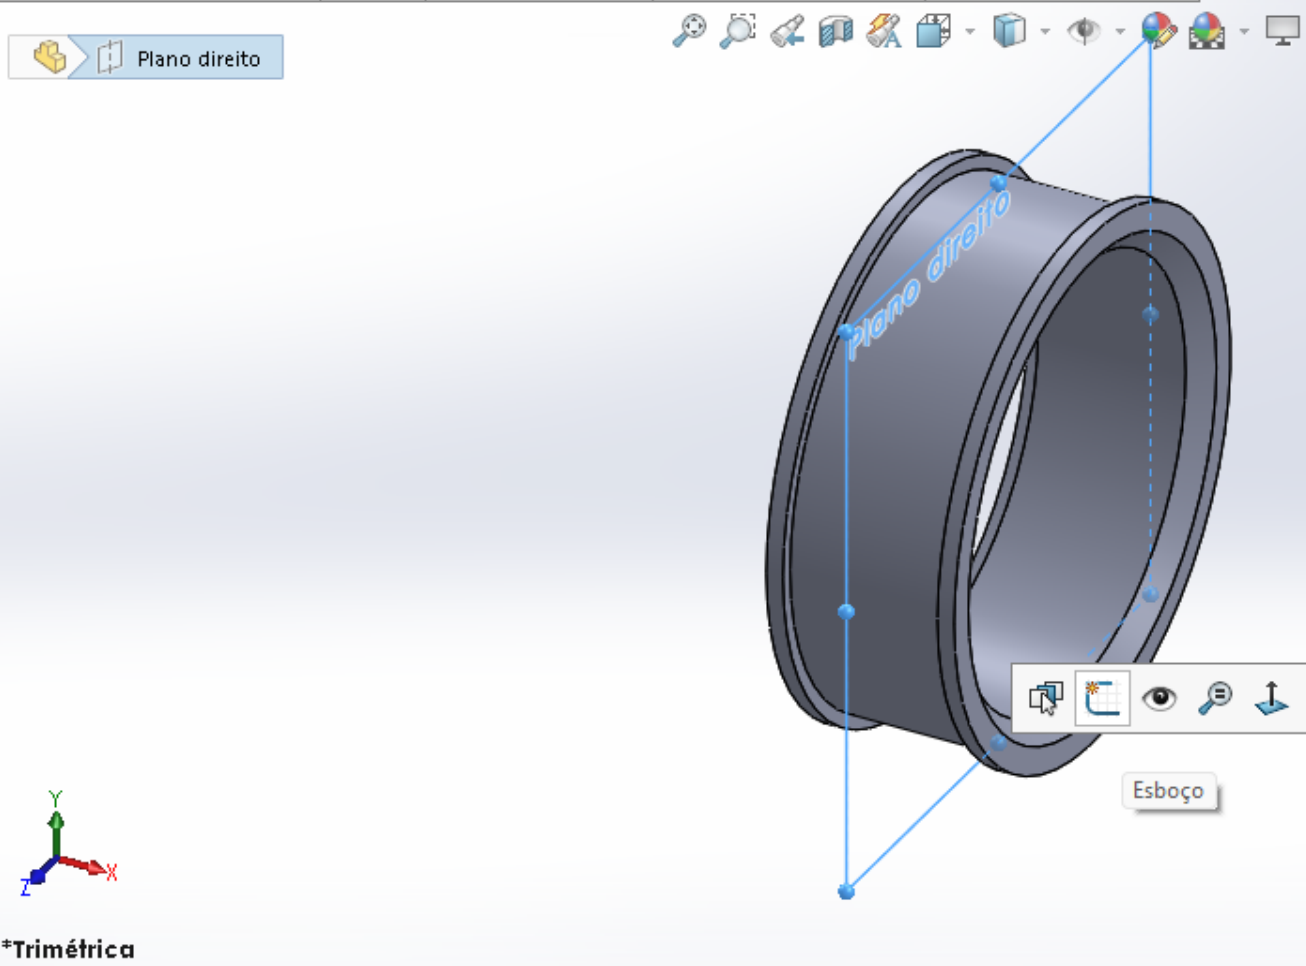 Plano direito
Plano direito
Esboço
Y
X
Z
*Trimétrica